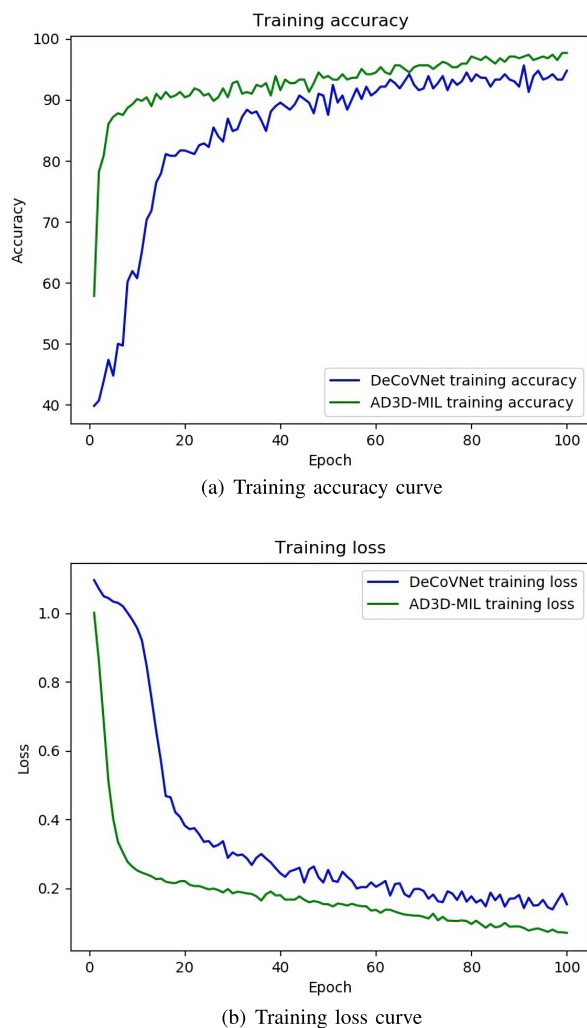 Training accuracy
100
90
80
70
60
50
40
Accuracy
DeCoVNet training accuracy
AD3D-MIL training accuracy
0 20 40 60 80 100
Epoch
(a) Training accuracy curve
Training loss
DeCoVNet training loss
AD3D-MIL training loss
1.0
0.8
0.6
0.4
0.2
Loss
0 20 40 60 80 100
Epoch
(b) Training loss curve